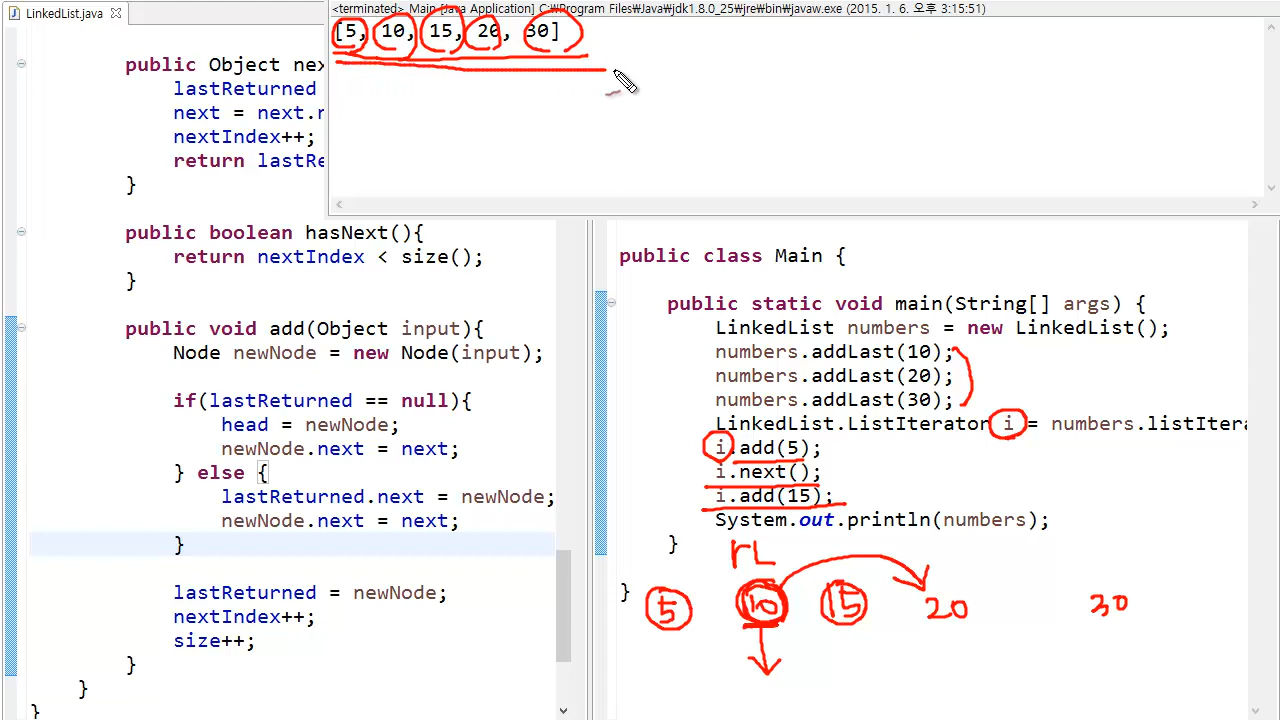 LinkedList.java
public Object nex
lastReturned
next = next.n
nextIndex++;
return lastRe
}
public boolean hasNext(){
return nextIndex < size();
}
public void add(Object input){
Node newNode = new Node(input);
if(lastReturned == null){
head = newNode;
newNode.next = next;
} else {
lastReturned.next = newNode;
newNode.next = next;
}
lastReturned = newNode;
nextIndex++;
size++;
}
}
}
<terminated> Main [Java Application] C:₩Program Files₩Java₩jdk1.8.0_25₩jre₩bin₩javaw.exe (2015. 1. 6. 오후 3:15:51)
[5, 10, 15, 20, 30]
public class Main {
public static void main(String[] args) {
LinkedList numbers = new LinkedList();
numbers.addLast(10);
numbers.addLast(20);
numbers.addLast(30);
LinkedList.ListIterator i = numbers.listItera
i.add(5);
i.next();
i.add(15);
System.out.println(numbers);
}
}
rL
5 10 15 20 30